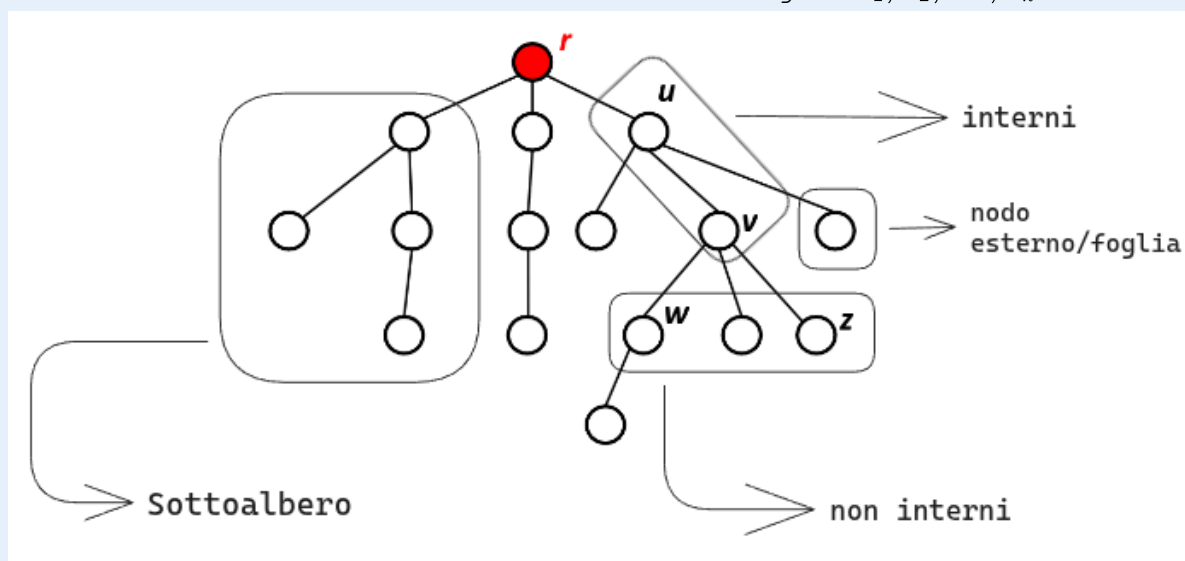 r
u
interni
nodo
esterno/foglia
v
w
z
Sottoalbero
non interni